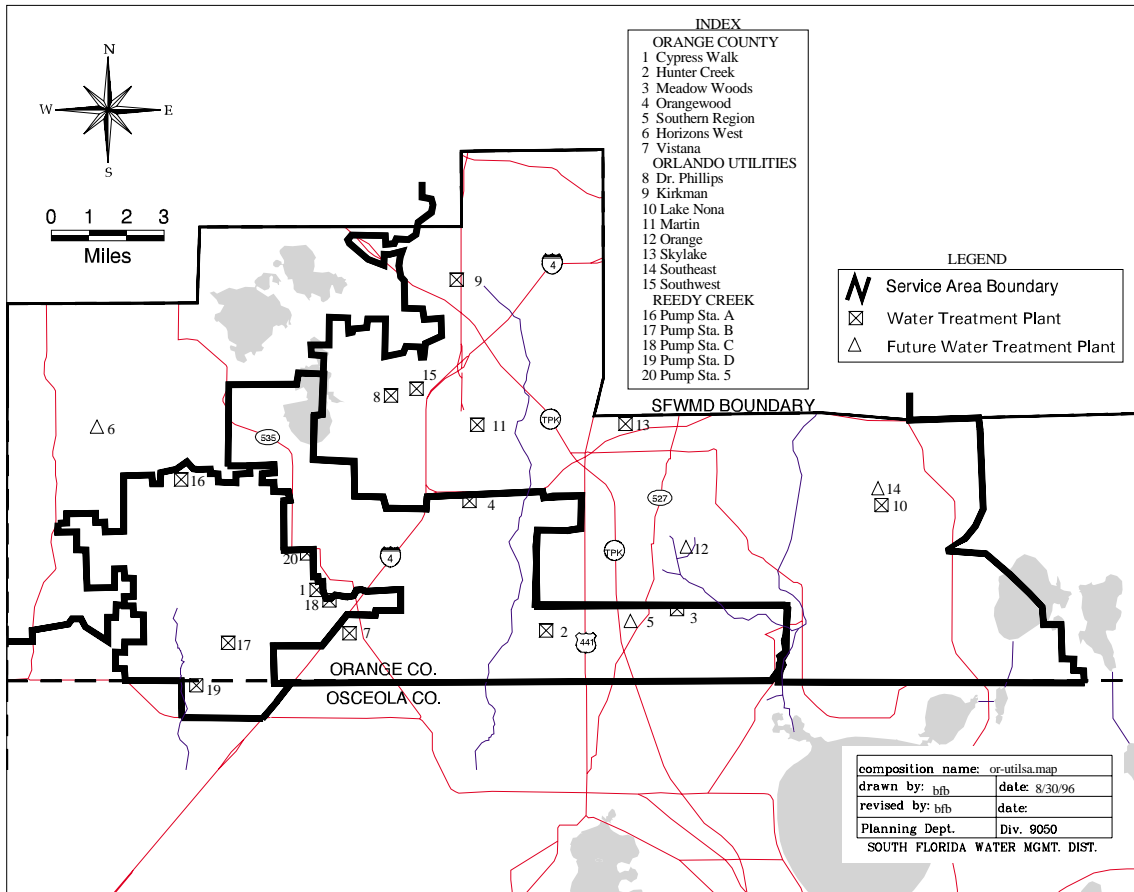 INDEX
ORANGE COUNTY
1 Cypress Walk
2 Hunter Creek
3 Meadow Woods
4 Orangewood
5 Southern Region
6 Horizons West
7 Vistana
ORLANDO UTILITIES
8 Dr. Phillips
9 Kirkman
10 Lake Nona
11 Martin
12 Orange
13 Skylake
14 Southeast
15 Southwest
REEDY CREEK
16 Pump Sta. A
17 Pump Sta. B
18 Pump Sta. C
19 Pump Sta. D
20 Pump Sta. 5
N
W
E
S
0 1 2 3
Miles
LEGEND
Service Area Boundary
Water Treatment Plant
Future Water Treatment Plant
4
9
15
8
SFWMD BOUNDARY
TPK
11
13
6
535
16
4
527
14
10
TPK
12
20
4
1
18
7
2
5
3
441
17
19
ORANGE CO.
OSCEOLA CO.
composition name: or-utilsa.map
drawn by: bfb date: 8/30/96
revised by: bfb date:
Planning Dept. Div. 9050
SOUTH FLORIDA WATER MGMT. DIST.